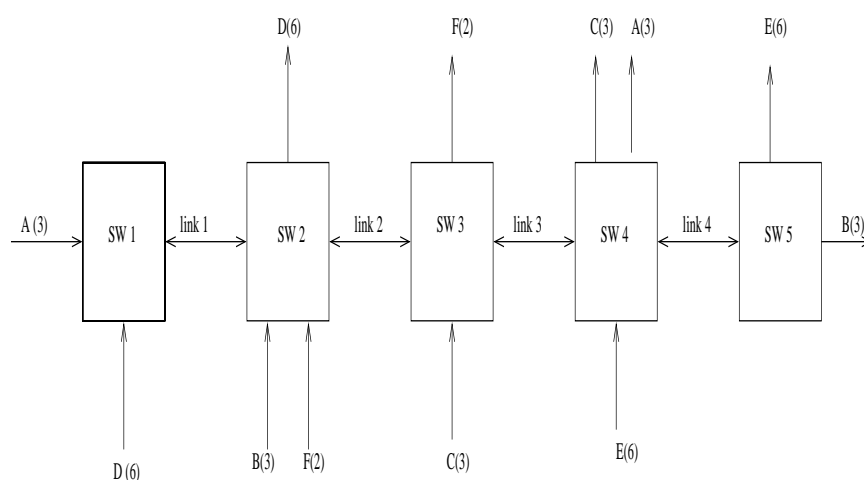 D(6) F(2) C(3) A(3) E(6)
A (3) SW 1 link 1 SW 2 link 2 SW 3 link 3 SW 4 link 4 SW 5 B(3)
D (6) B(3) F(2) C(3) E(6)